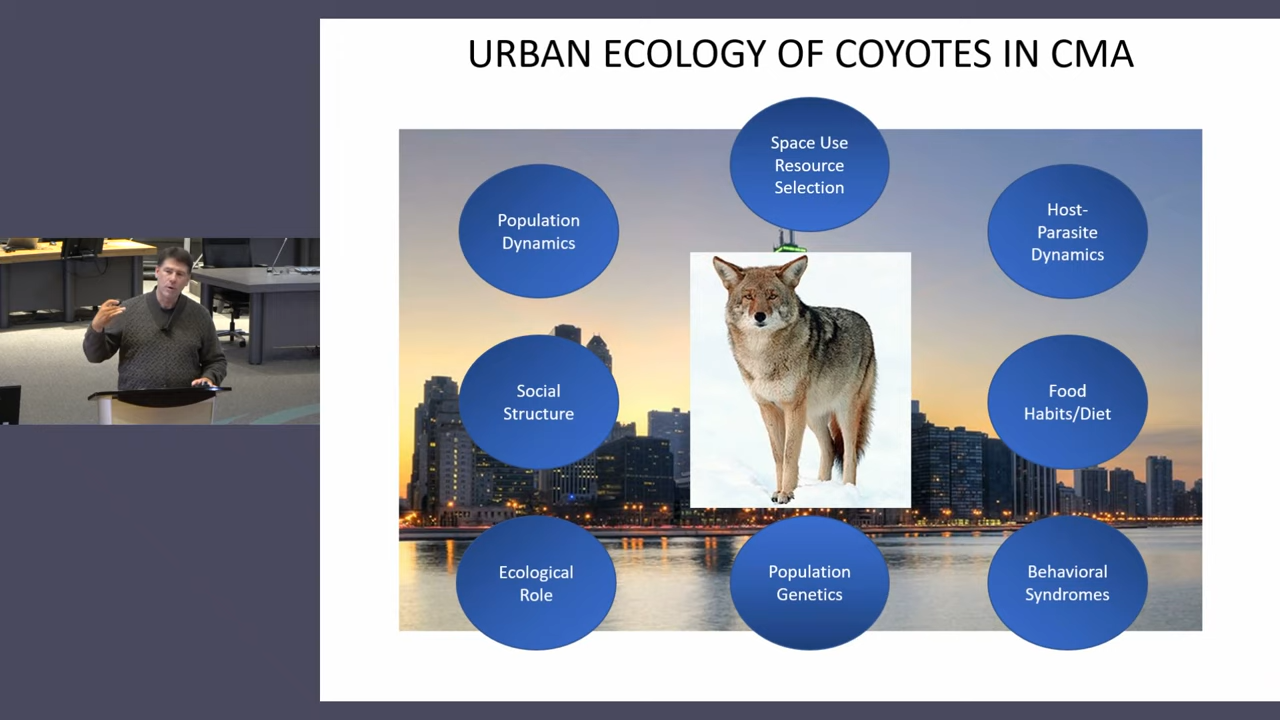 URBAN ECOLOGY OF COYOTES IN CMA
Space Use
Resource
Selection
Population
Dynamics
Host-
Parasite
Dynamics
Social
Structure
Food
Habits/Diet
Ecological
Role
Population
Genetics
Behavioral
Syndromes